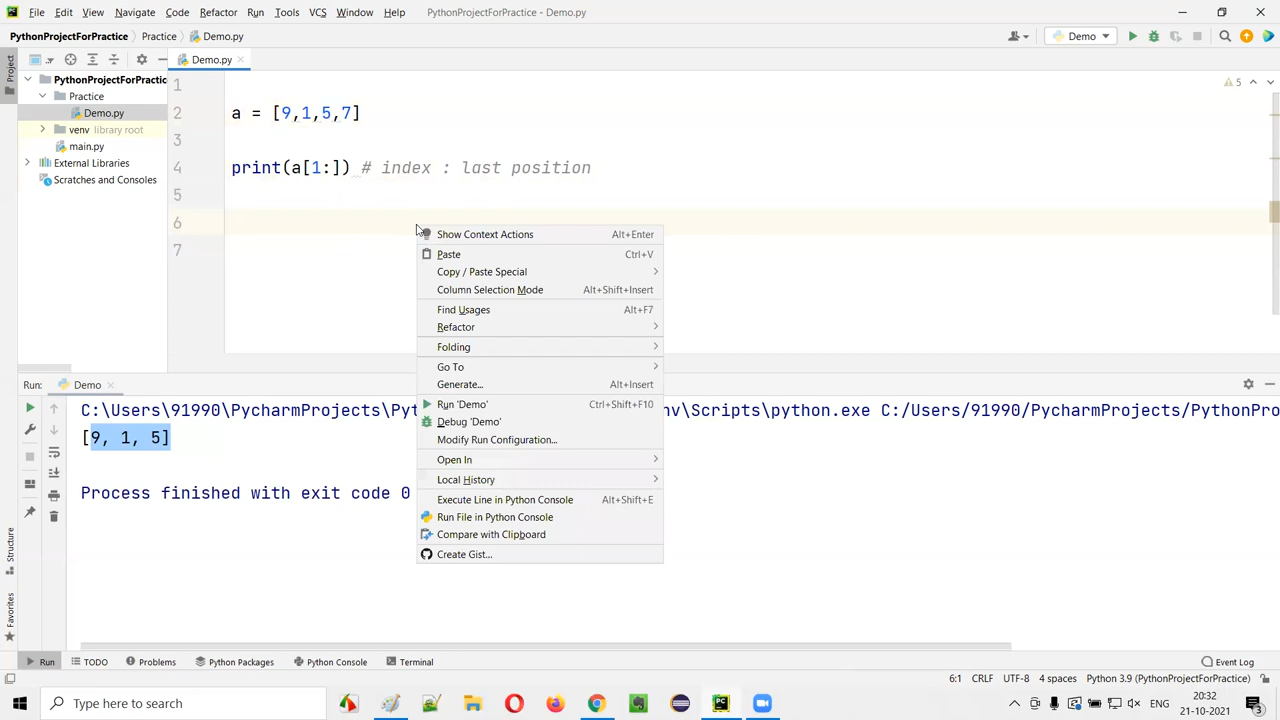 File Edit View Navigate Code Refactor Run Tools VCS Window Help PythonProjectForPractice - Demo.py
PythonProjectForPractice Practice Demo.py Demo
Demo.py
PythonProjectForPractic
Practice
Demo.py
venv library root
main.py
External Libraries
Scratches and Consoles
Project
Structure
Favorites
5
1
2 a = [9,1,5,7]
3
4 print(a[1:]) # index : last position
5
6
7
Show Context Actions Alt+Enter
Paste Ctrl+V
Copy / Paste Special
Column Selection Mode Alt+Shift+Insert
Find Usages Alt+F7
Refactor
Folding
Go To
Generate... Alt+Insert
Run 'Demo' Ctrl+Shift+F10
Debug 'Demo'
Modify Run Configuration...
Open In
Local History
Execute Line in Python Console Alt+Shift+E
Run File in Python Console
Compare with Clipboard
Create Gist...
Run: Demo
C:\Users\91990\PycharmProjects\Pyt nv\Scripts\python.exe C:/Users/91990/PycharmProjects/PythonPro
[9, 1, 5]
Process finished with exit code 0
Run TODO Problems Python Packages Python Console Terminal Event Log
6:1 CRLF UTF-8 4 spaces Python 3.9 (PythonProjectForPractice)
Type here to search
PC
ENG
20:32
21-10-2021
3